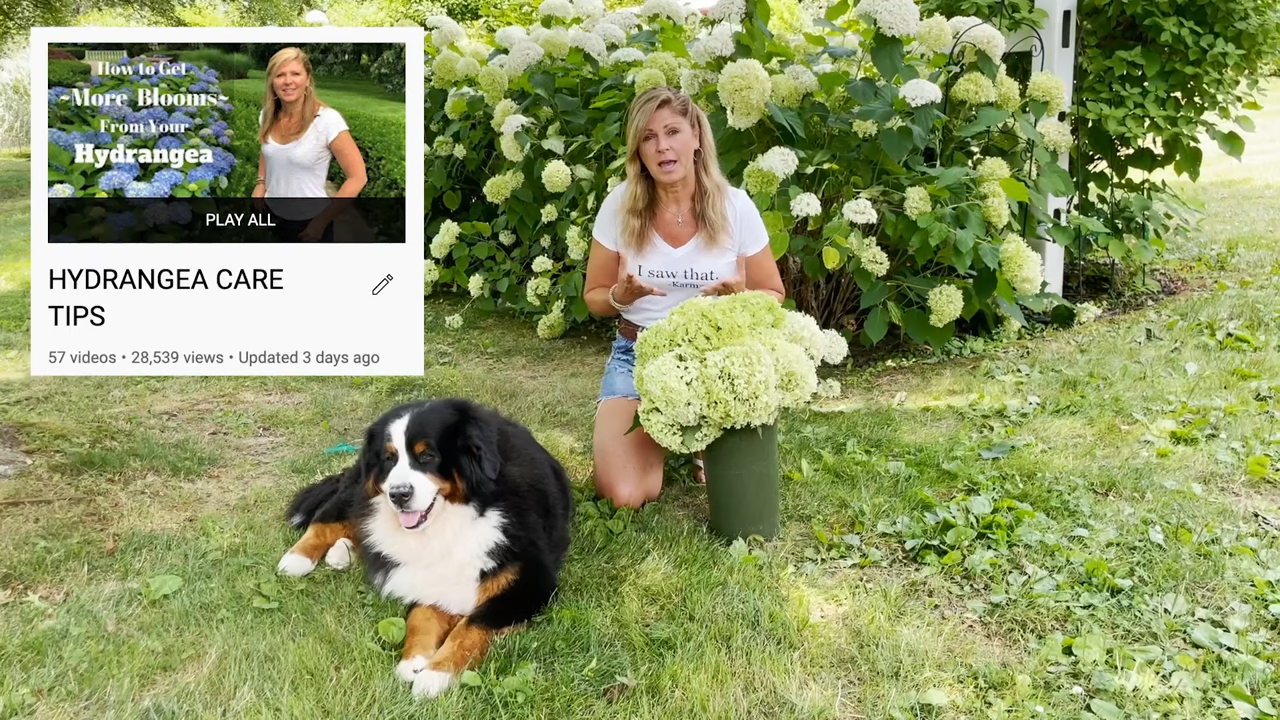 How to Get
~More Blooms~
From Your
Hydrangea
PLAY ALL
HYDRANGEA CARE
TIPS
57 videos • 28,539 views • Updated 3 days ago
I saw that.
-Karma